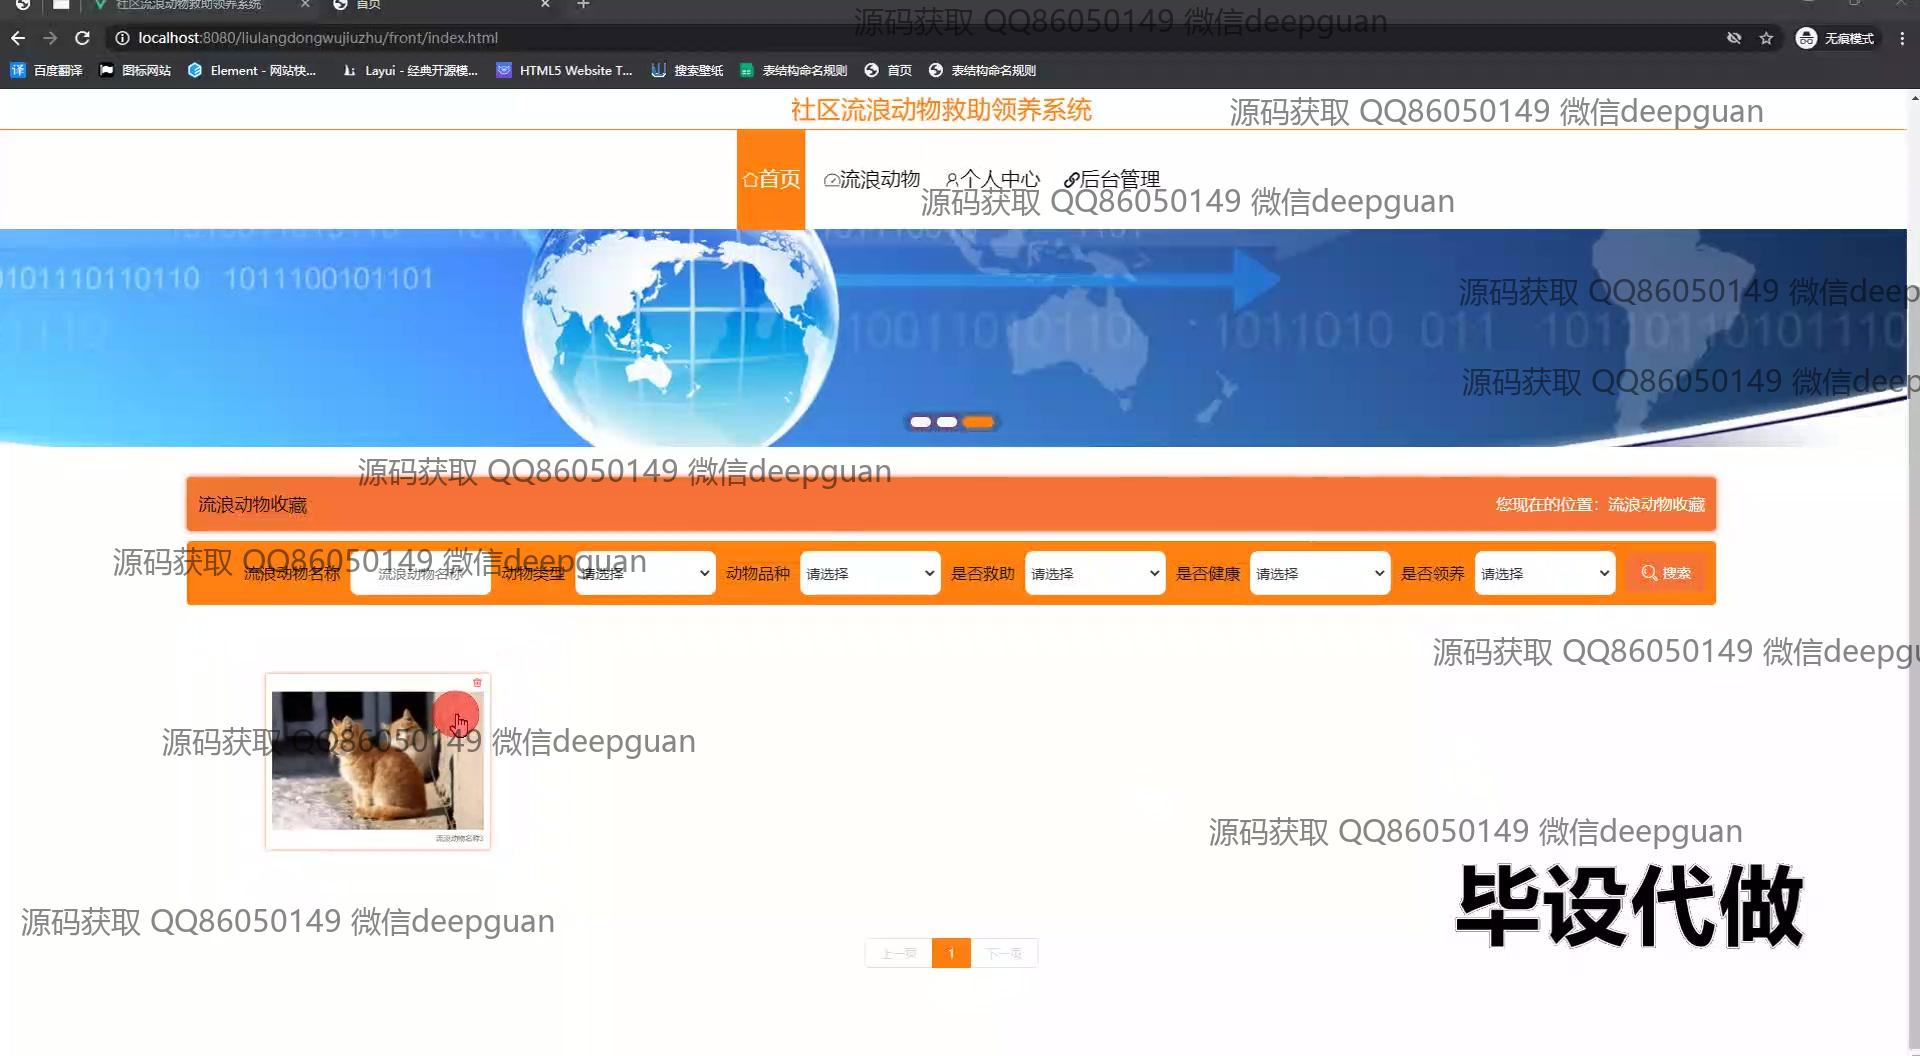 社区流浪动物救助领养系统
首页
源码获取 QQ86050149 微信deepguan
localhost:8080/liulangdongwujiuzhu/front/index.html
无痕模式
百度翻译
图标网站
Element - 网站快...
Layui - 经典开源模...
HTML5 Website T...
搜索壁纸
表结构命名规则
首页
表结构命名规则
社区流浪动物救助领养系统
源码获取 QQ86050149 微信deepguan
首页
流浪动物
个人中心
后台管理
源码获取 QQ86050149 微信deepguan
101110110110 1011100101101
源码获取 QQ86050149 微信deep
1011010 011 1011011010101110
源码获取 QQ86050149 微信deep
源码获取 QQ86050149 微信deepguan
流浪动物收藏
您现在的位置：流浪动物收藏
源码获取 QQ86050149 微信deepguan
流浪动物名称
流浪动物名称
动物类型
请选择
动物品种
请选择
是否救助
请选择
是否健康
请选择
是否领养
请选择
搜索
源码获取 QQ86050149 微信deepgu
源码获取 QQ86050149 微信deepguan
流浪动物名称3
源码获取 QQ86050149 微信deepguan
毕设代做
源码获取 QQ86050149 微信deepguan
上一页
1
下一页